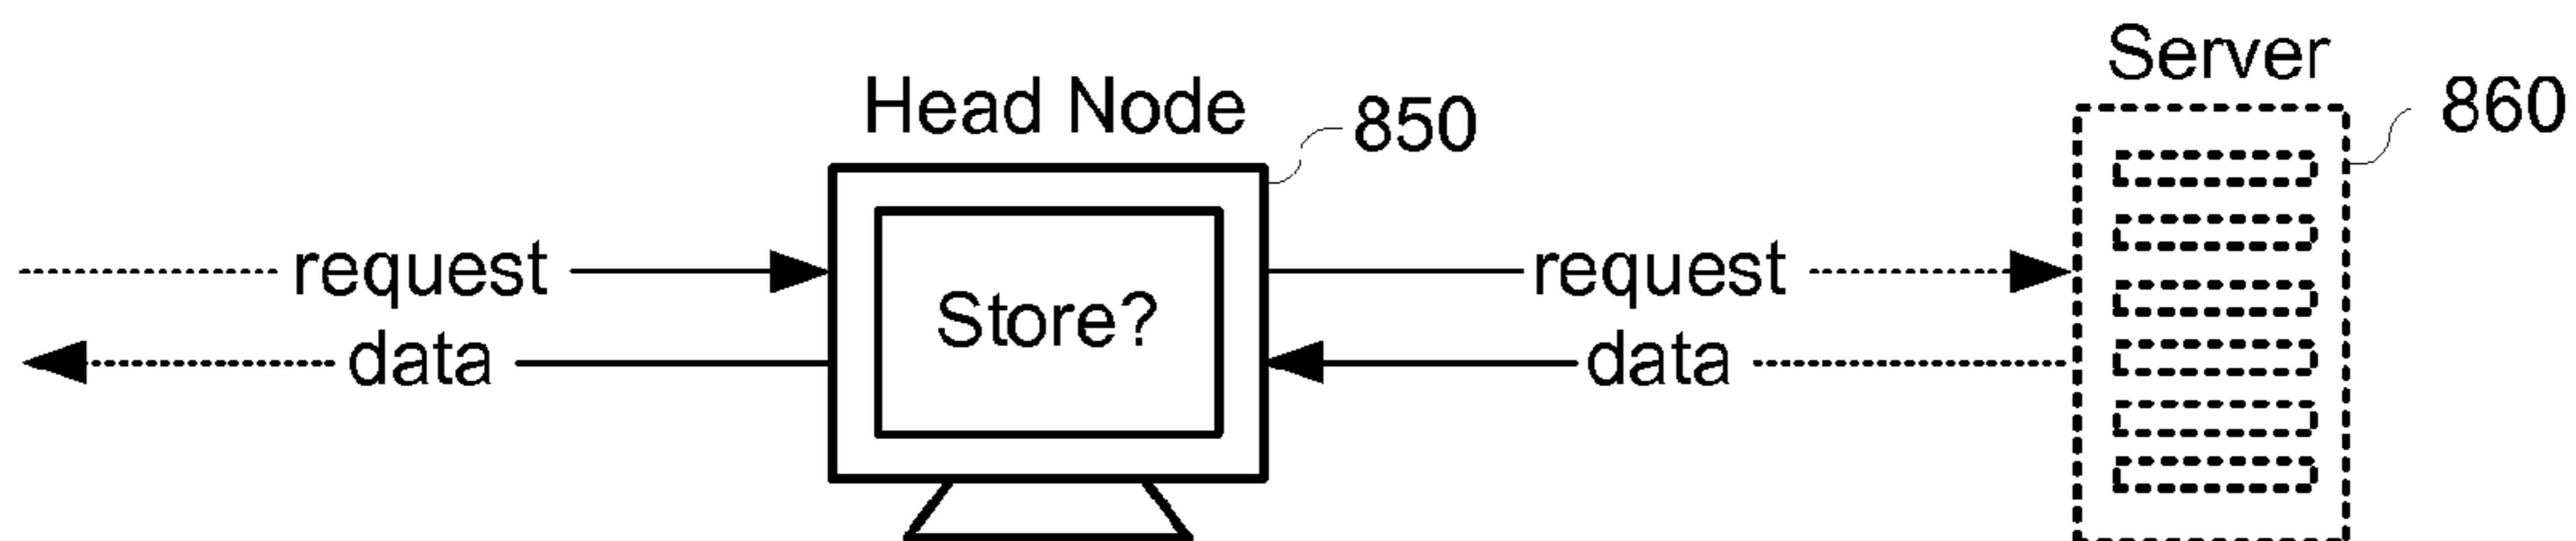 Server
860
Head Node
850
request
request
Store?
data
data